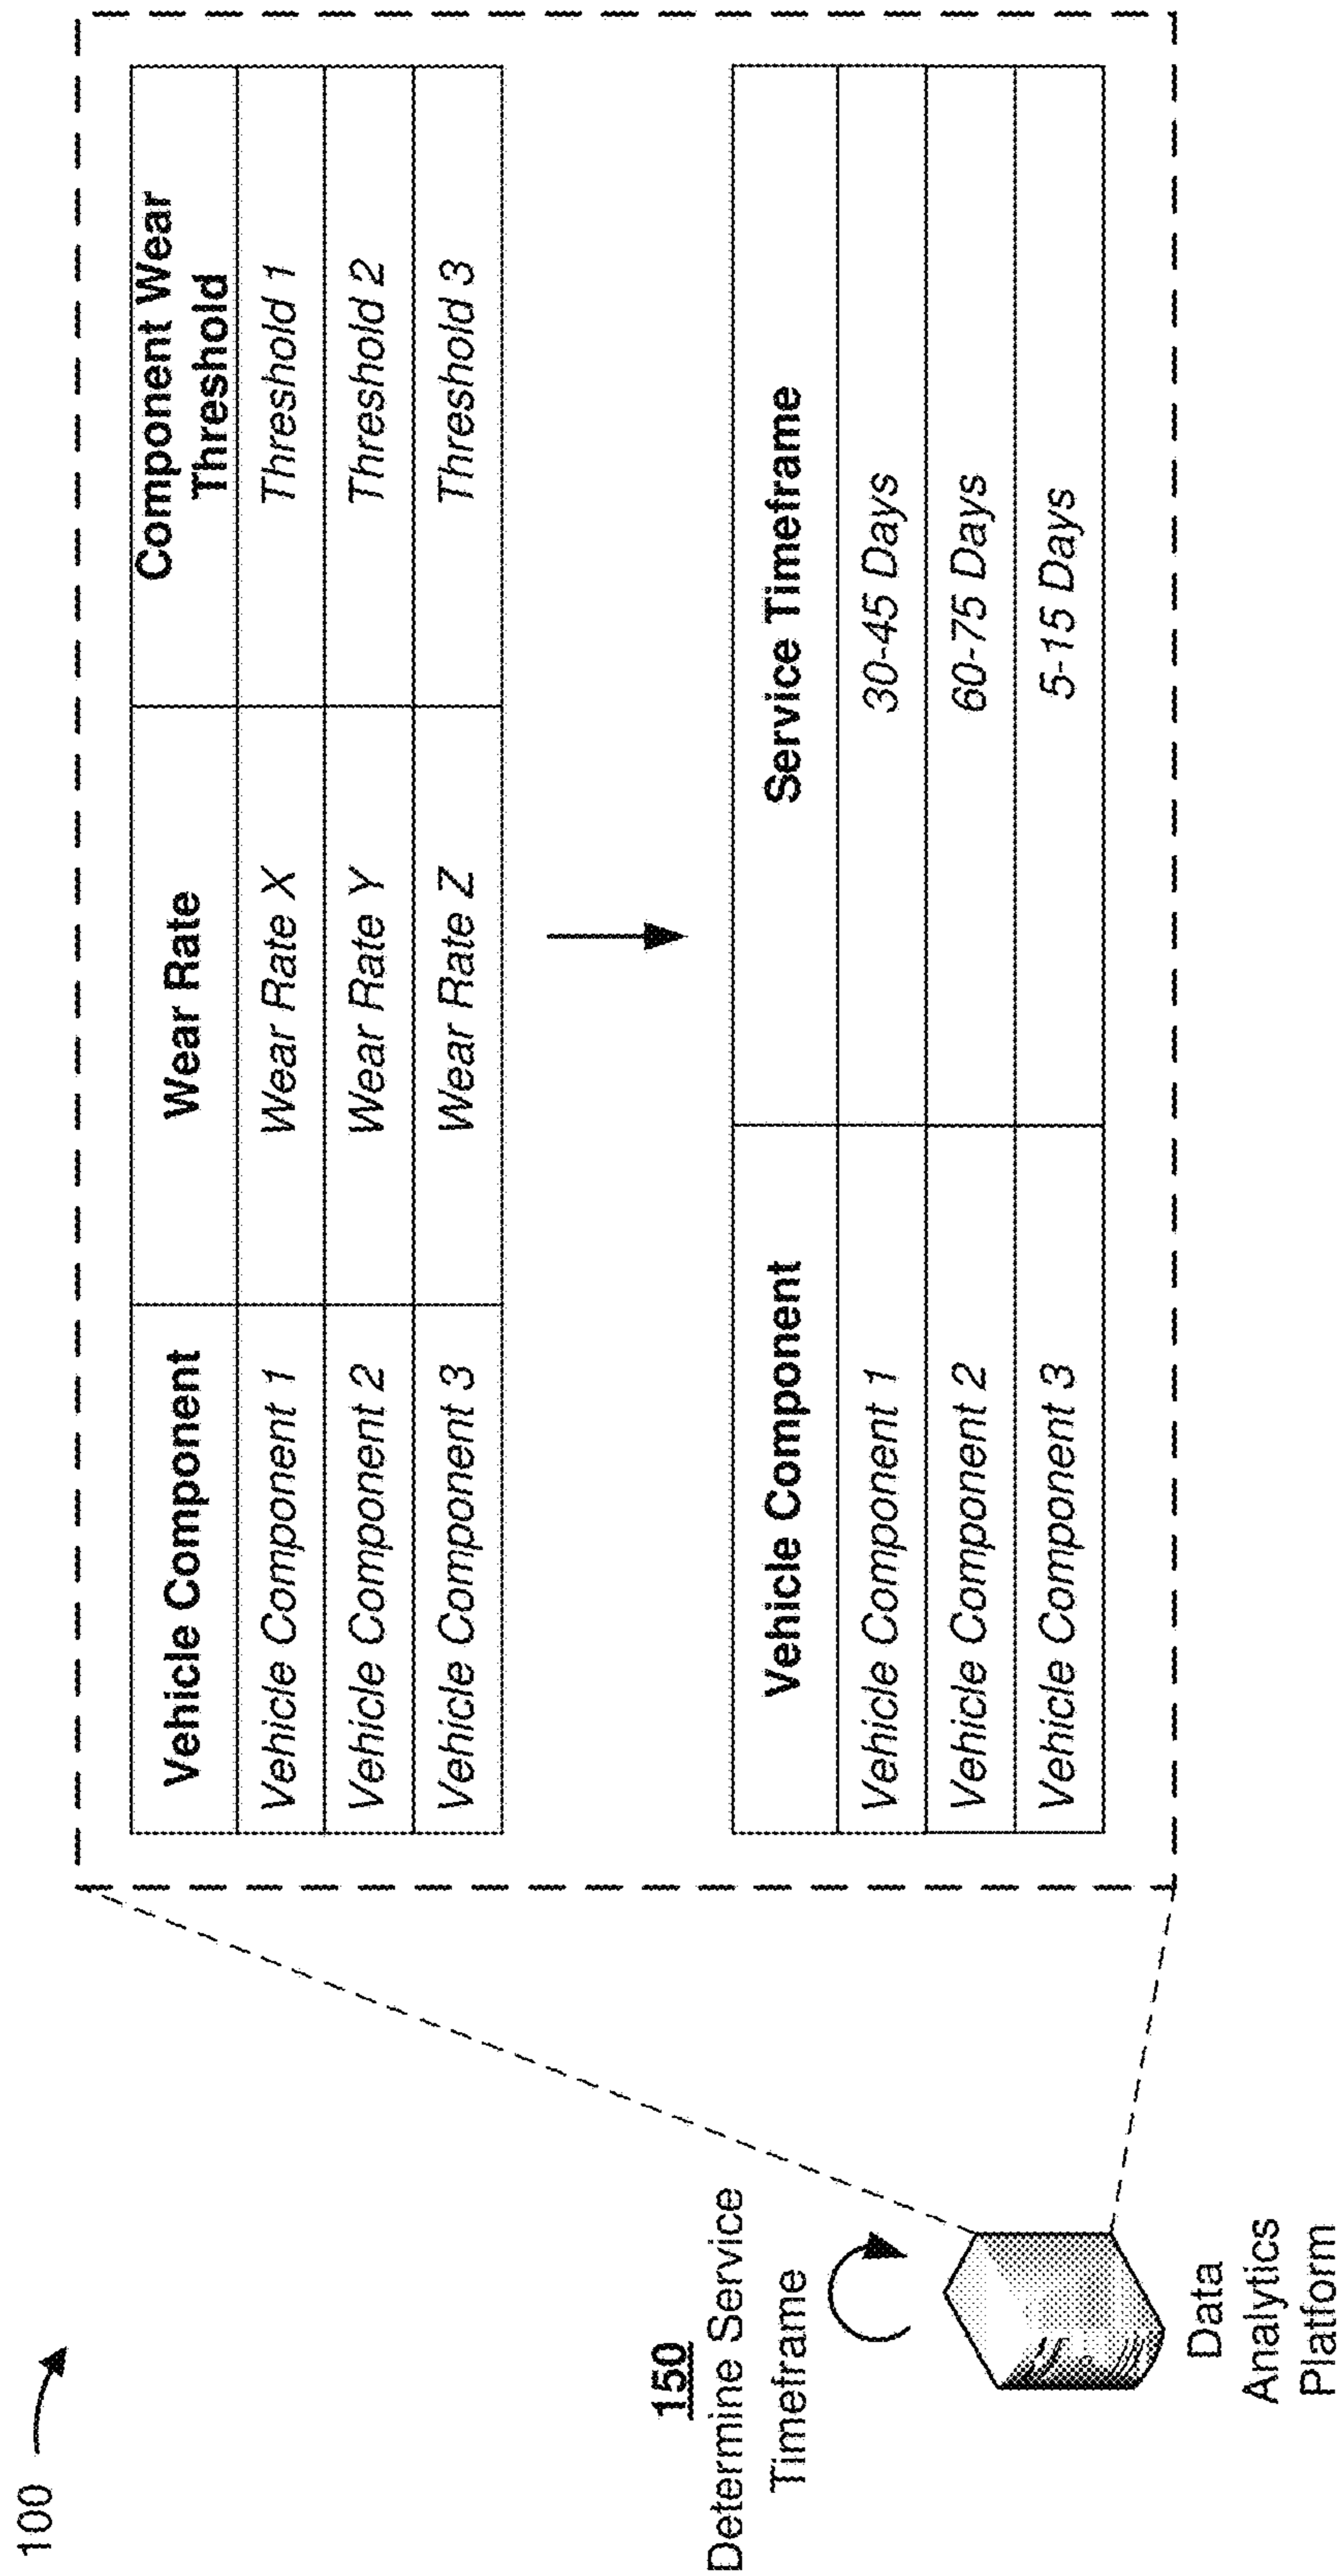 100
150
Determine Service
Timeframe
Data
Analytics
Platform
Vehicle Component Wear Rate Component Wear
Threshold
Vehicle Component 1 Wear Rate X Threshold 1
Vehicle Component 2 Wear Rate Y Threshold 2
Vehicle Component 3 Wear Rate Z Threshold 3
Vehicle Component Service Timeframe
Vehicle Component 1 30-45 Days
Vehicle Component 2 60-75 Days
Vehicle Component 3 5-15 Days